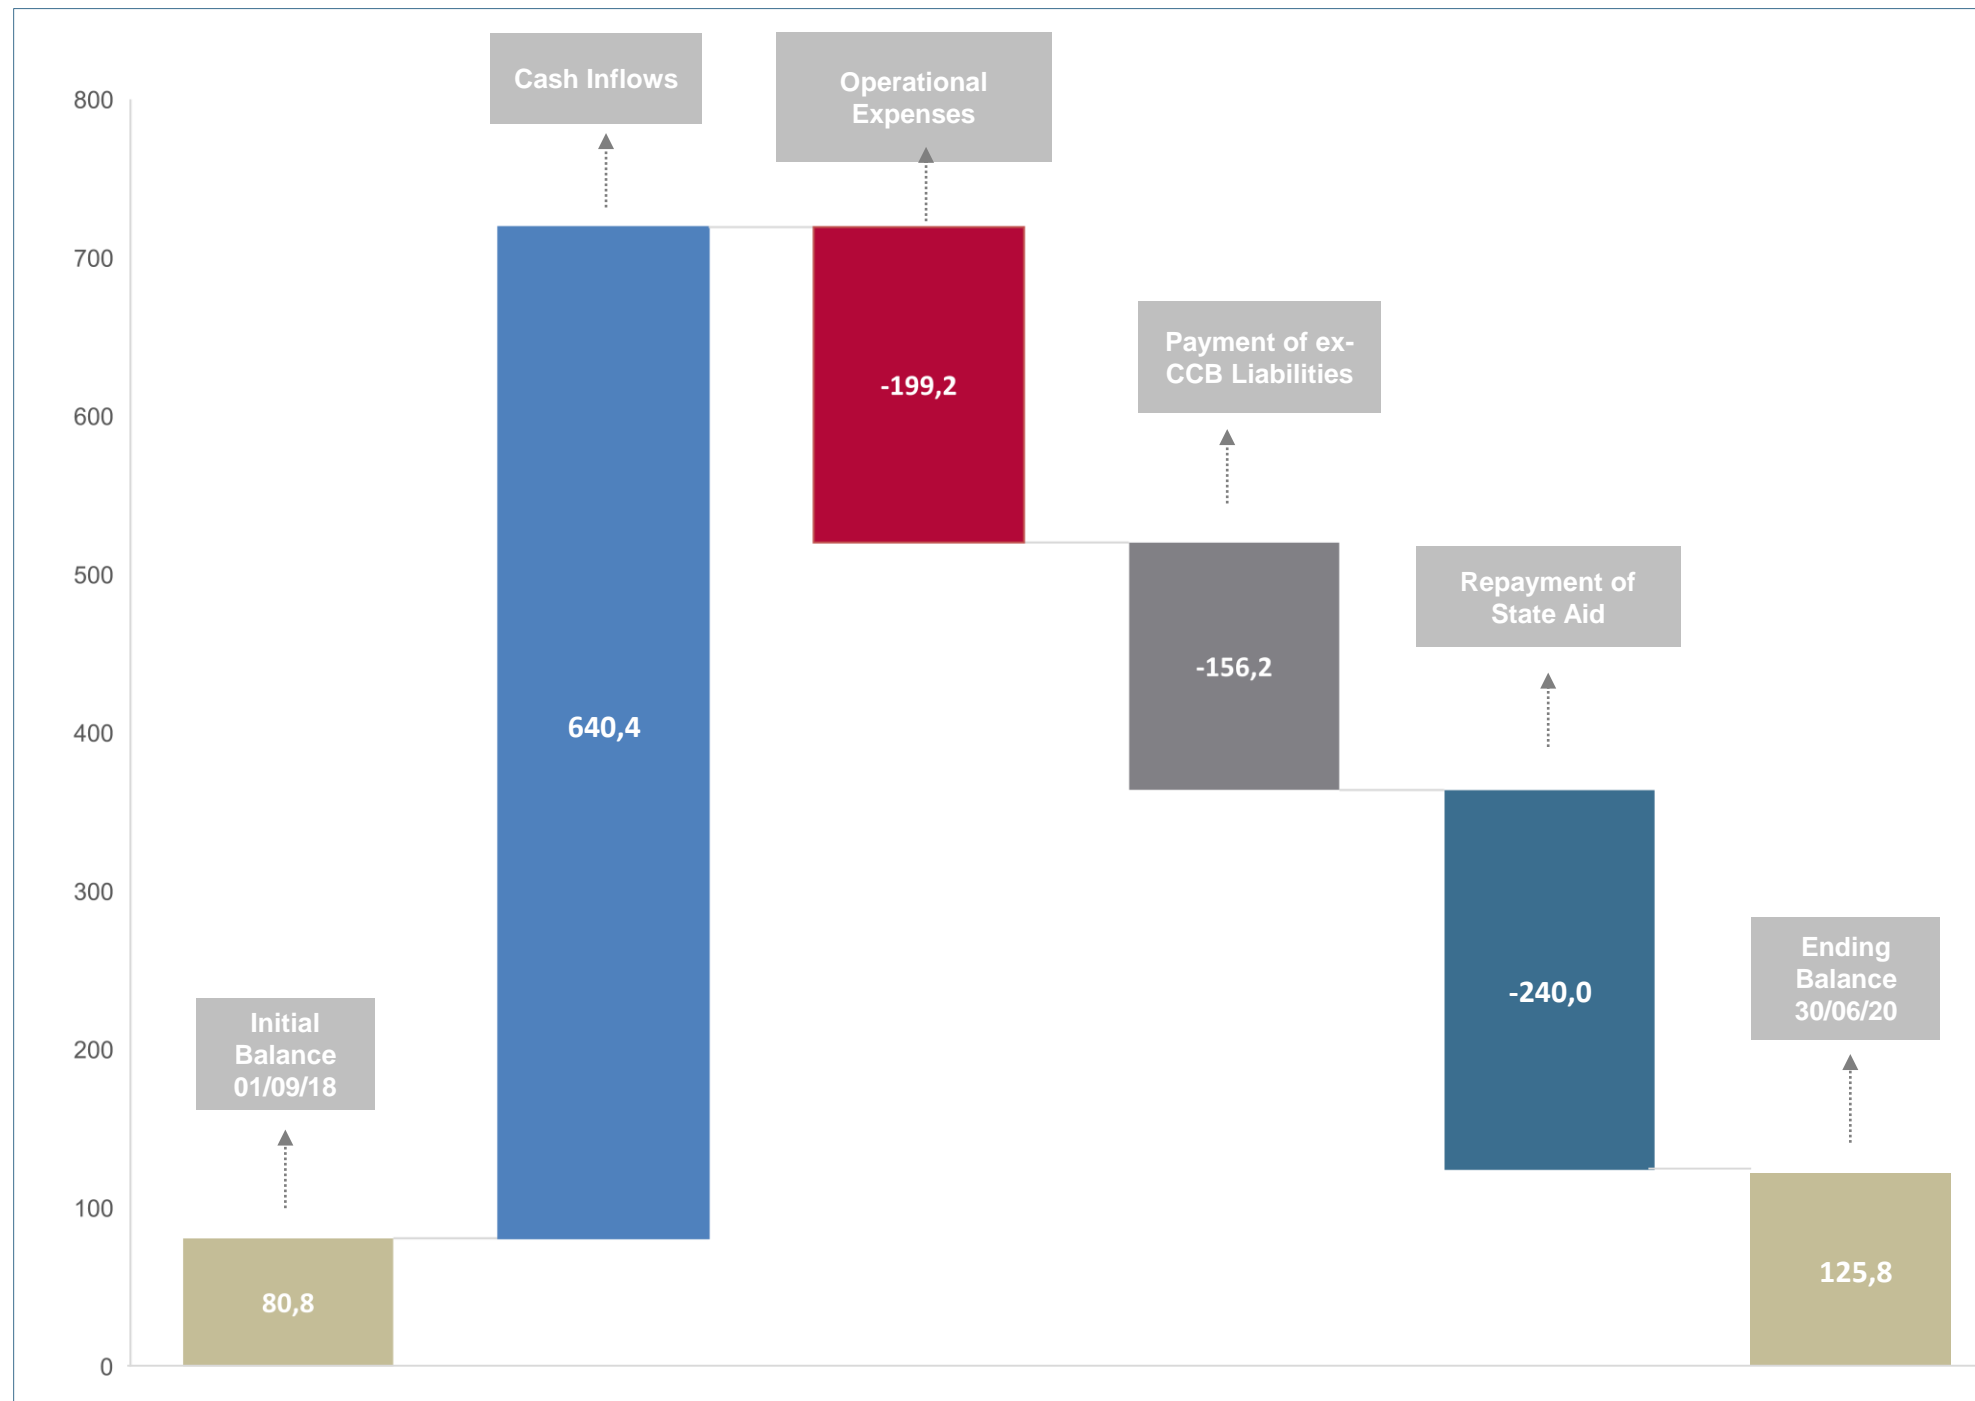 Cash Inflows
Operational
Expenses
800
700
Payment of ex-
CCB Liabilities
-199,2
600
500
Repayment of
State Aid
-156,2
640,4
400
300
Ending
Balance
30/06/20
-240,0
Initial
Balance
01/09/18
200
100
125,8
80,8
0